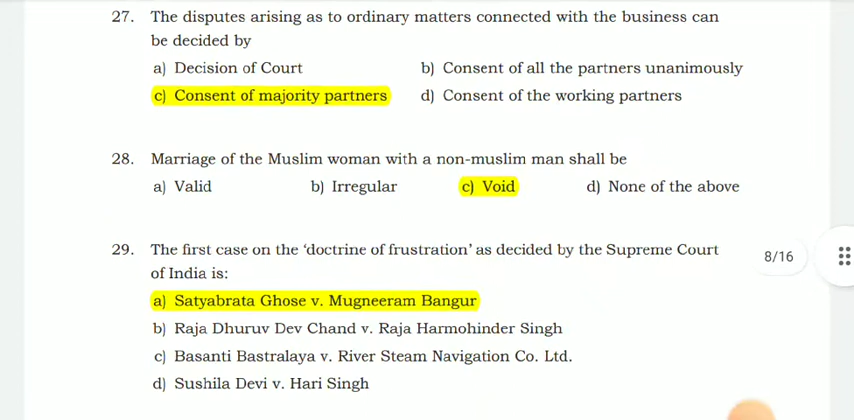 27. The disputes arising as to ordinary matters connected with the business can
be decided by
a) Decision of Court b) Consent of all the partners unanimously
c) Consent of majority partners d) Consent of the working partners
28. Marriage of the Muslim woman with a non-muslim man shall be
a) Valid b) Irregular c) Void d) None of the above
29. The first case on the ‘doctrine of frustration’ as decided by the Supreme Court
of India is:
8/16
a) Satyabrata Ghose v. Mugneeram Bangur
b) Raja Dhuruv Dev Chand v. Raja Harmohinder Singh
c) Basanti Bastralaya v. River Steam Navigation Co. Ltd.
d) Sushila Devi v. Hari Singh